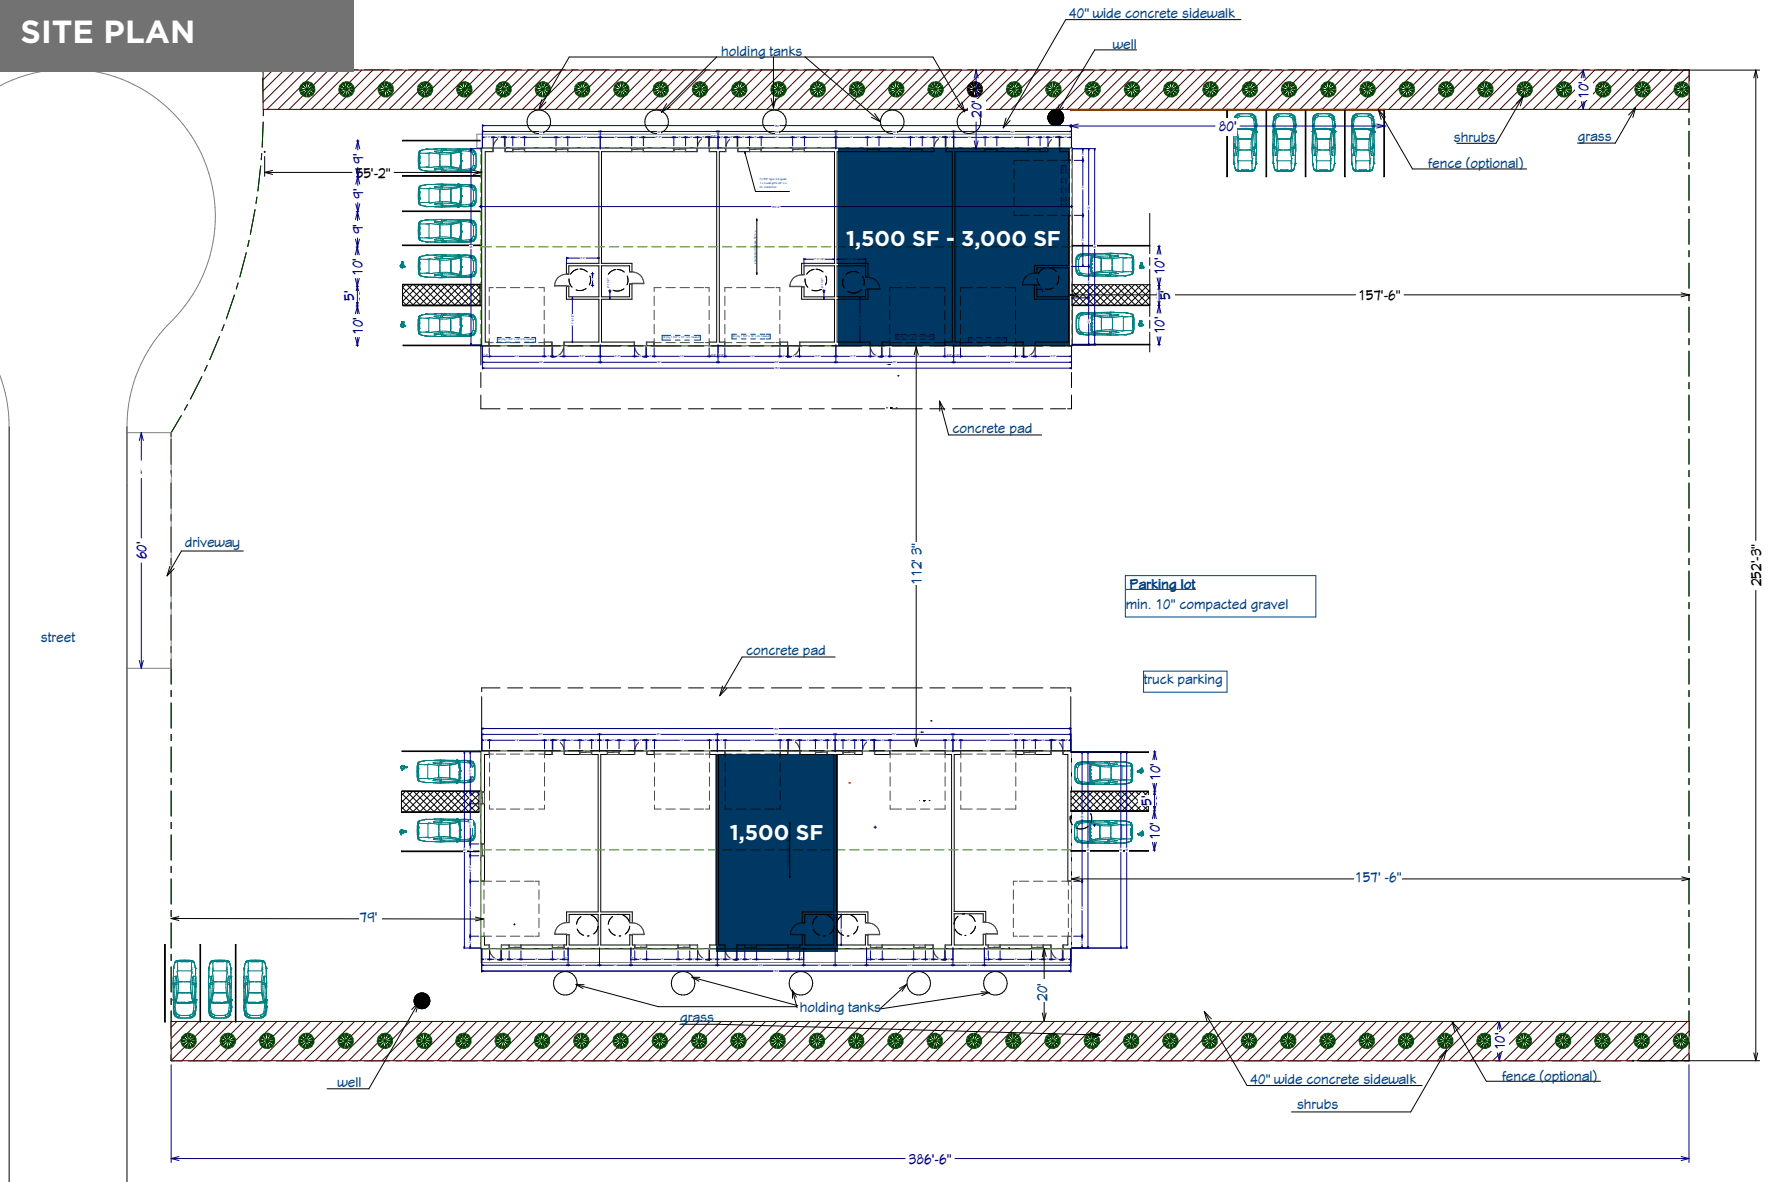 SITE PLAN
40" wide concrete sidewalk
holding tanks
well
20'
10'
80'
shrubs
grass
fence (optional)
9'
55'-2"
9'
9'
10'
5'
10'
1,500 SF - 3,000 SF
10'
5'
10'
157'-6"
concrete pad
60'
driveway
112' 3"
252'-3"
Parking lot
min. 10" compacted gravel
street
concrete pad
truck parking
10'
5'
10'
1,500 SF
157' -6"
79'
20'
holding tanks
grass
10'
well
40" wide concrete sidewalk
fence (optional)
shrubs
386'-6"